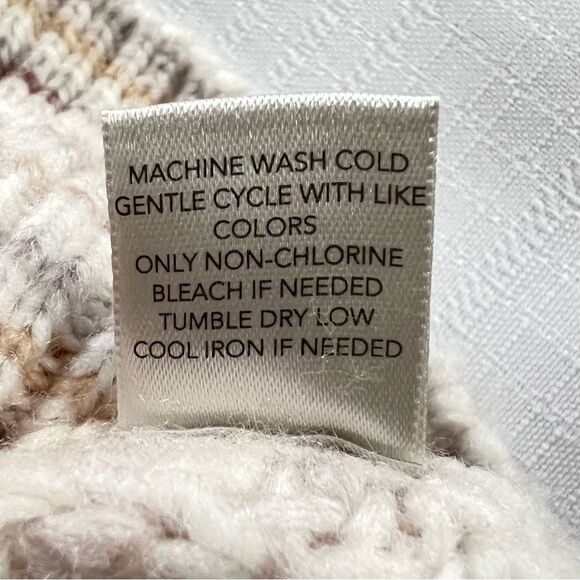 MACHINE WASH COLD
GENTLE CYCLE WITH LIKE
COLORS
ONLY NON-CHLORINE
BLEACH IF NEEDED
TUMBLE DRY LOW
COOL IRON IF NEEDED